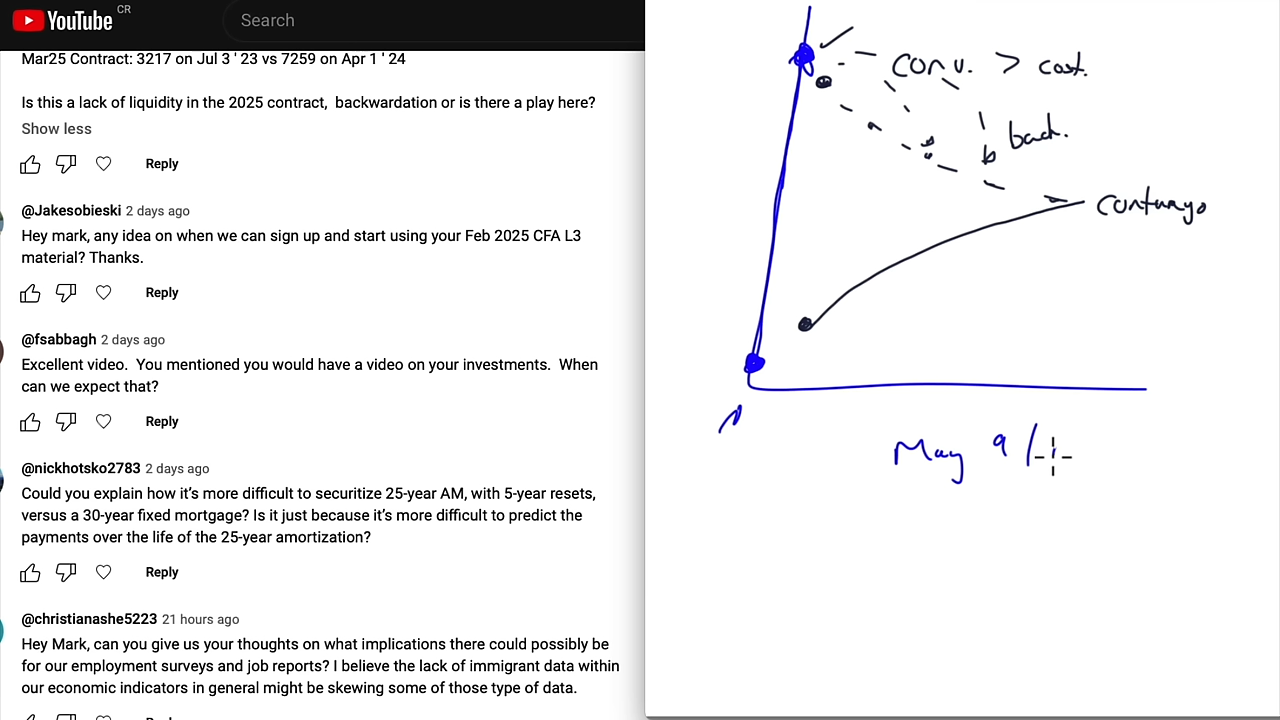 YouTube CR
Search
Mar25 Contract: 3217 on Jul 3 ' 23 vs 7259 on Apr 1 ' 24
Is this a lack of liquidity in the 2025 contract, backwardation or is there a play here?
Show less
Reply
@Jakesobieski 2 days ago
Hey mark, any idea on when we can sign up and start using your Feb 2025 CFA L3
material? Thanks.
Reply
@fsabbagh 2 days ago
Excellent video. You mentioned you would have a video on your investments. When
can we expect that?
Reply
@nickhotsko2783 2 days ago
Could you explain how it’s more difficult to securitize 25-year AM, with 5-year resets,
versus a 30-year fixed mortgage? Is it just because it’s more difficult to predict the
payments over the life of the 25-year amortization?
Reply
@christianashe5223 21 hours ago
Hey Mark, can you give us your thoughts on what implications there could possibly be
for our employment surveys and job reports? I believe the lack of immigrant data within
our economic indicators in general might be skewing some of those type of data.
conv. > cost.
back.
contango
May 9 /